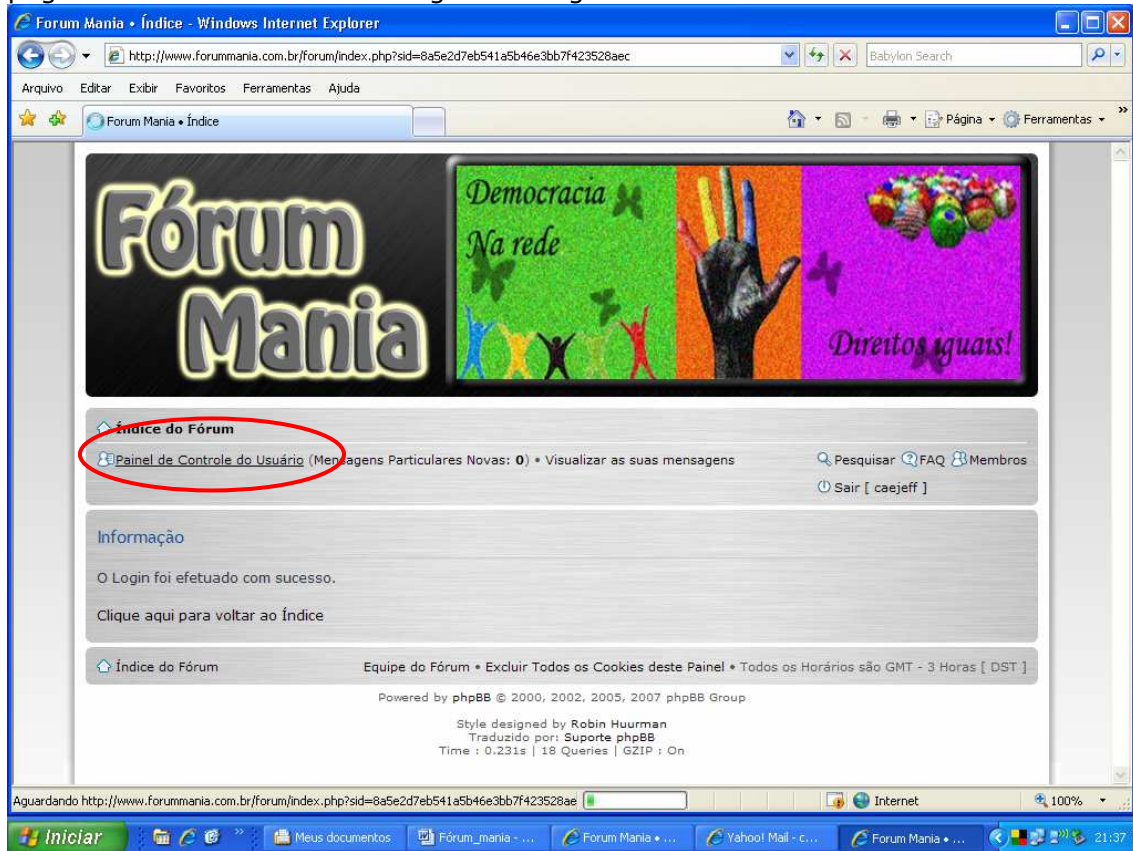 Forum Mania • Índice - Windows Internet Explorer
http://www.forummania.com.br/forum/index.php?sid=8a5e2d7eb541a5b46e3bb7f423528aec
Babylon Search
Arquivo Editar Exibir Favoritos Ferramentas Ajuda
Forum Mania • Índice
Página Ferramentas
Fórum
Mania
Democracia
Na rede
Direitos iguais!
Índice do Fórum
Painel de Controle do Usuário (Mensagens Particulares Novas: 0) • Visualizar as suas mensagens
Pesquisar FAQ Membros
Sair [ caejeff ]
Informação
O Login foi efetuado com sucesso.
Clique aqui para voltar ao Índice
Índice do Fórum Equipe do Fórum • Excluir Todos os Cookies deste Painel • Todos os Horários são GMT - 3 Horas [ DST ]
Powered by phpBB © 2000, 2002, 2005, 2007 phpBB Group
Style designed by Robin Huurman
Traduzido por: Suporte phpBB
Time : 0.231s | 18 Queries | GZIP : On
Aguardando http://www.forummania.com.br/forum/index.php?sid=8a5e2d7eb541a5b46e3bb7f423528ae Internet 100%
Iniciar Meus documentos Fórum_mania - ... Forum Mania • ... Yahoo! Mail - c... Forum Mania • ... 21:37